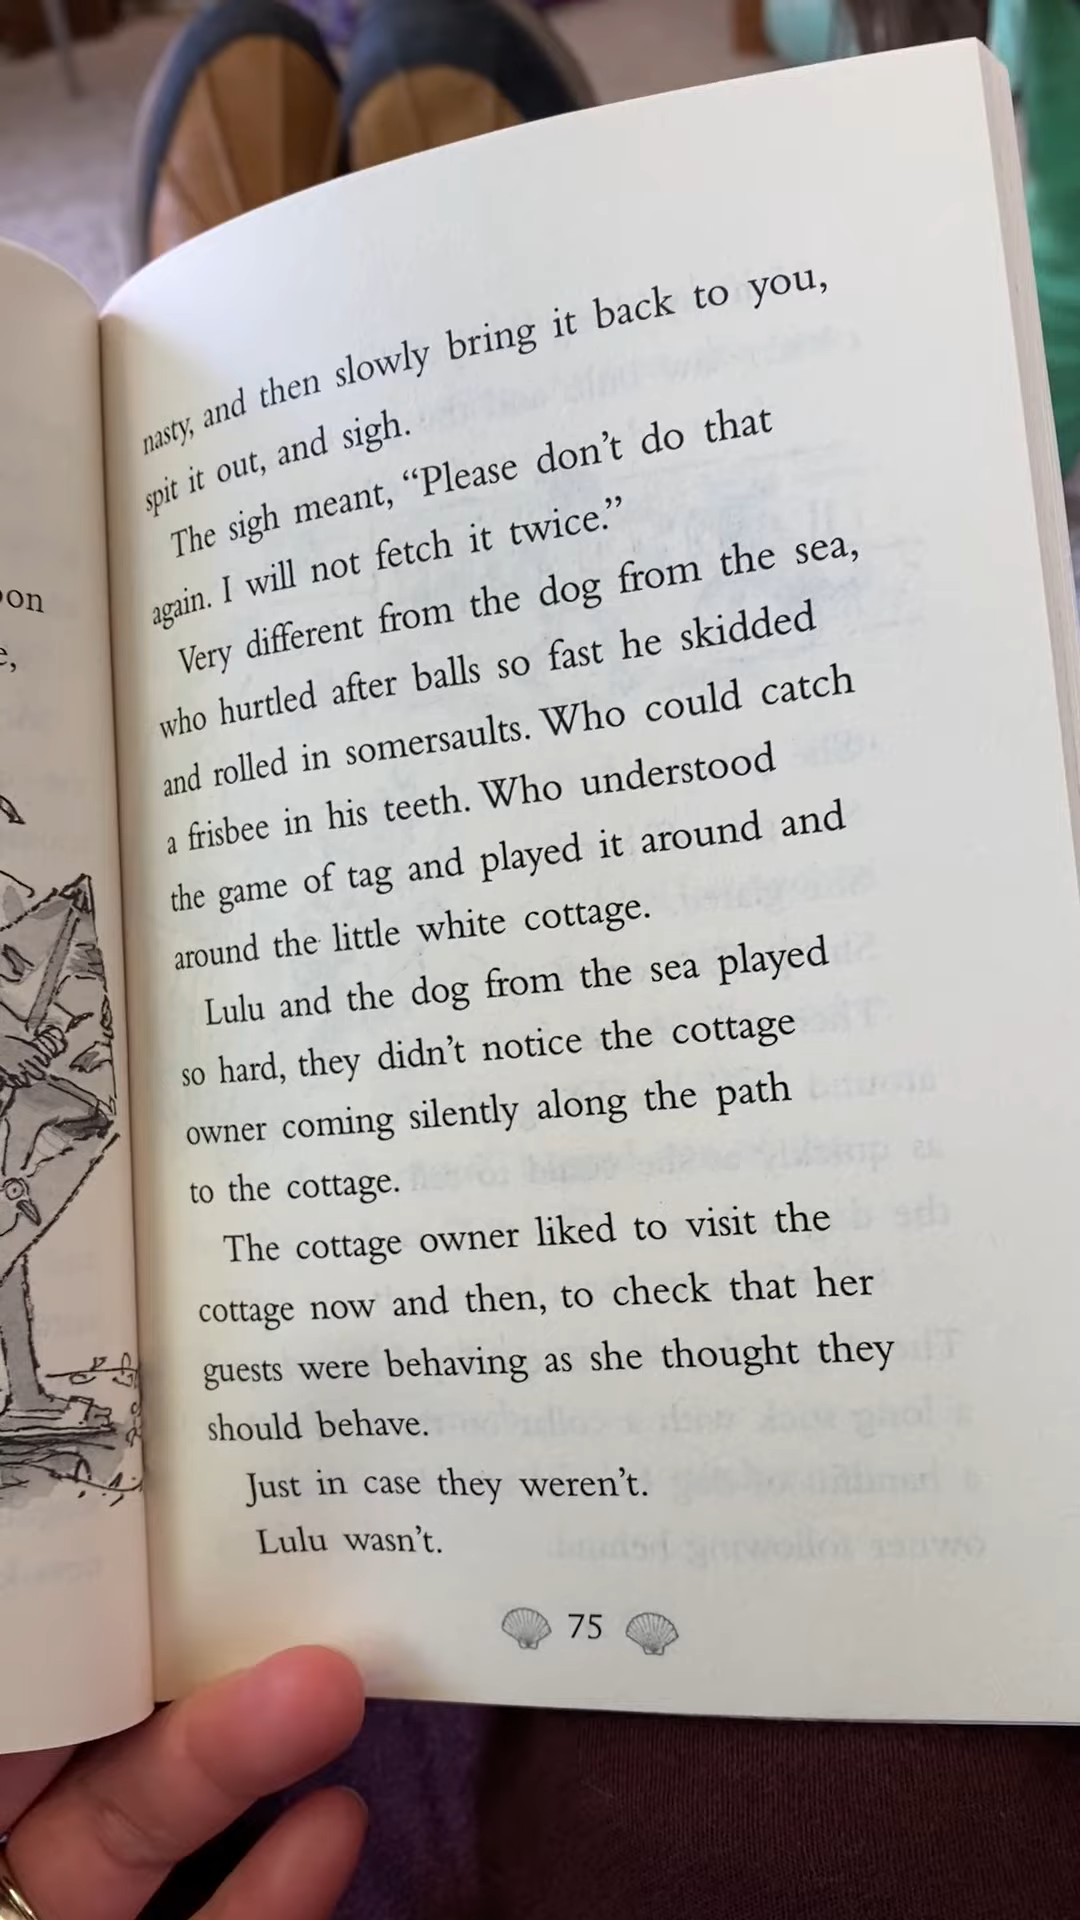 on
e,
nasty, and then slowly bring it back to you,
spit it out, and sigh.
The sigh meant, “Please don’t do that
again. I will not fetch it twice.”
Very different from the dog from the sea,
who hurtled after balls so fast he skidded
and rolled in somersaults. Who could catch
a frisbee in his teeth. Who understood
the game of tag and played it around and
around the little white cottage.
Lulu and the dog from the sea played
so hard, they didn’t notice the cottage
owner coming silently along the path
to the cottage.
The cottage owner liked to visit the
cottage now and then, to check that her
guests were behaving as she thought they
should behave.
Just in case they weren’t.
Lulu wasn’t.
75